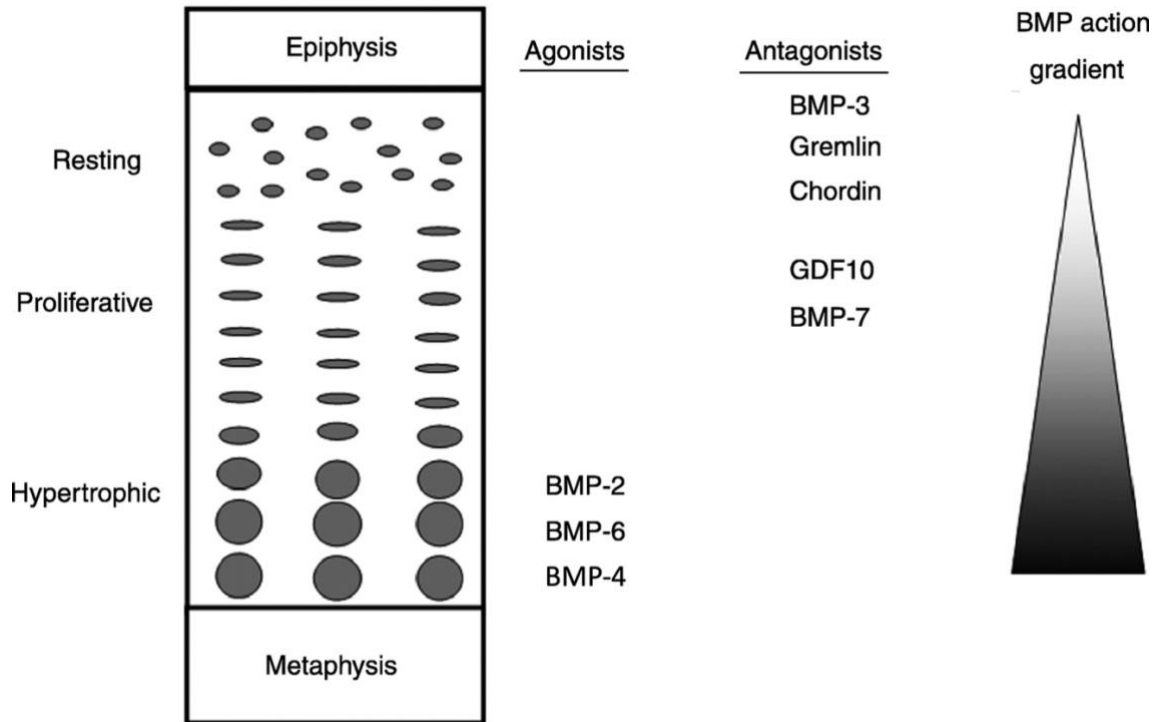 Epiphysis
Agonists
Antagonists
BMP action
gradient
Resting
BMP-3
Gremlin
Chordin
Proliferative
GDF10
BMP-7
Hypertrophic
BMP-2
BMP-6
BMP-4
Metaphysis